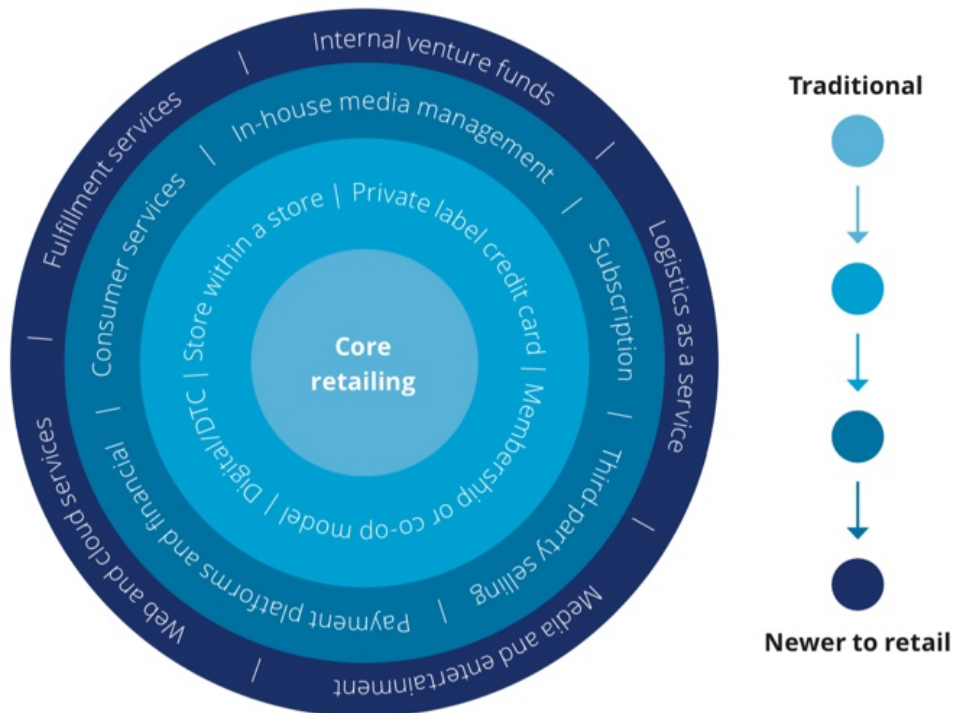 Internal venture funds | Logistics as a service | Media and entertainment | Web and cloud services | Fulfillment services |
In-house media management | Subscription | Third-party selling | Payment platforms and financial | Consumer services |
Store within a store | Private label credit card | Membership or co-op model | Digital/DTC |
Core
retailing
Traditional
Newer to retail